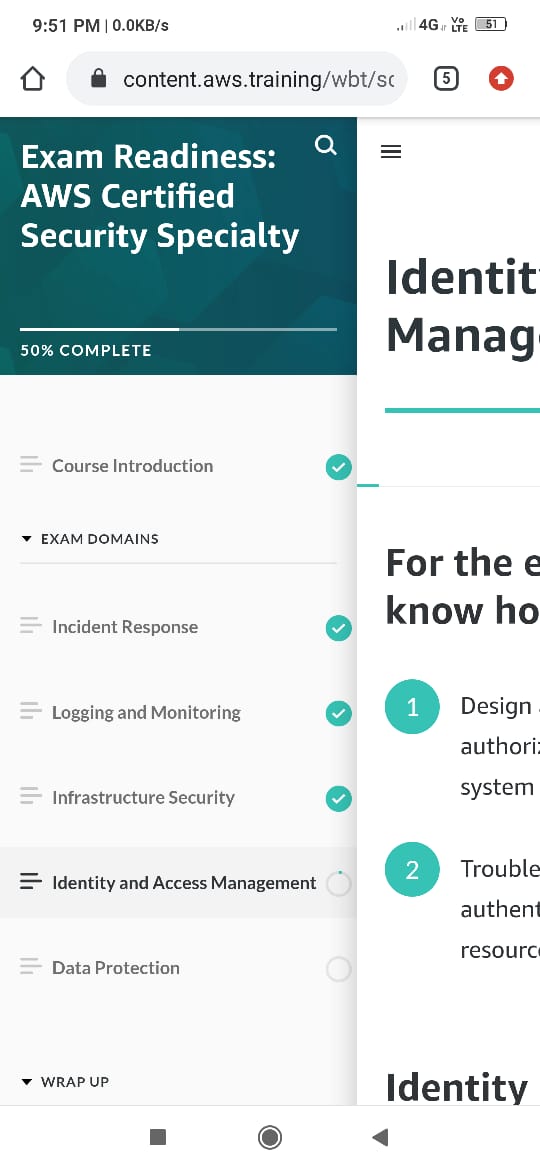 9:51 PM | 0.0KB/s
4G Vo LTE 51
content.aws.training/wbt/sc
5
Exam Readiness:
AWS Certified
Security Specialty
50% COMPLETE
Course Introduction
EXAM DOMAINS
Incident Response
Logging and Monitoring
Infrastructure Security
Identity and Access Management
Data Protection
WRAP UP
Identit
Manag
For the e
know ho
1
Design
authori
system
2
Trouble
authent
resourc
Identity